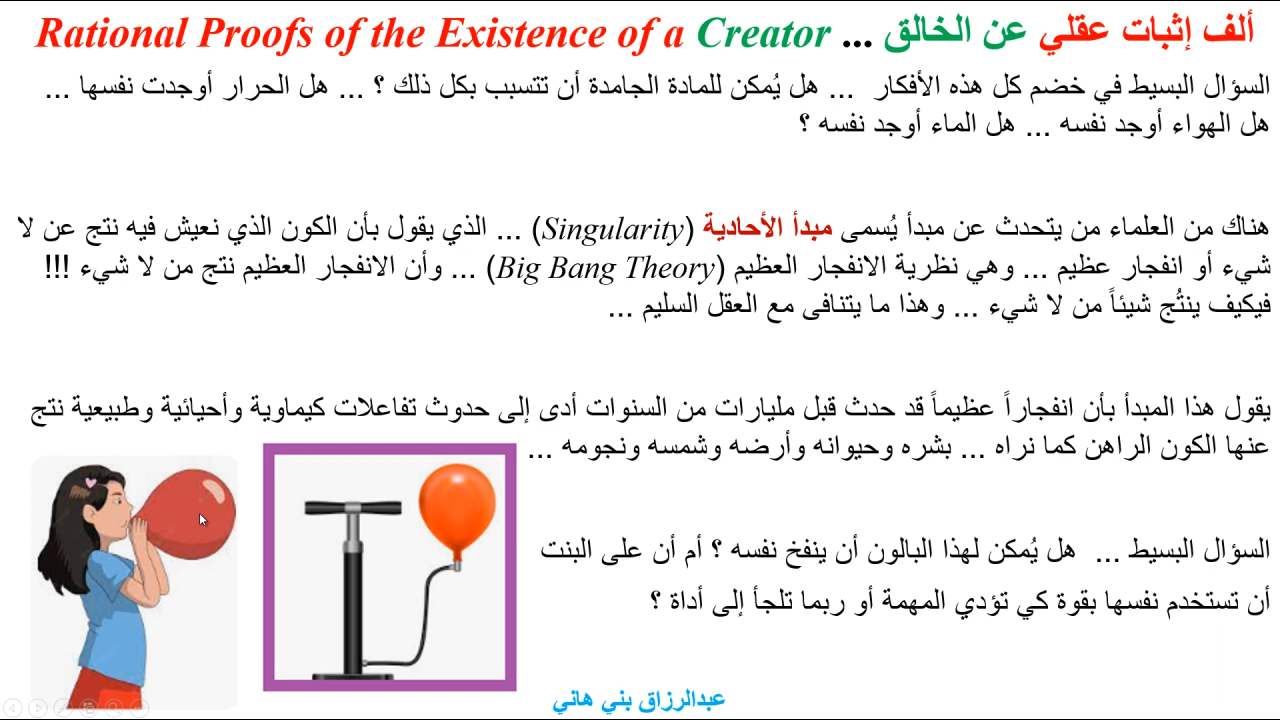 ألف إثبات عقلي عن الخالق ... Rational Proofs of the Existence of a Creator
السؤال البسيط في خضم كل هذه الأفكار ... هل يُمكن للمادة الجامدة أن تتسبب بكل ذلك ؟ ... هل الحرار أوجدت نفسها ...
هل الهواء أوجد نفسه ... هل الماء أوجد نفسه ؟
هناك من العلماء من يتحدث عن مبدأ يُسمى مبدأ الأحادية (Singularity) ... الذي يقول بأن الكون الذي نعيش فيه نتج عن لا
شيء أو انفجار عظيم ... وهي نظرية الانفجار العظيم (Big Bang Theory) ... وأن الانفجار العظيم نتج من لا شيء !!!
فيكيف ينتُج شيئاً من لا شيء ... وهذا ما يتنافى مع العقل السليم ...
يقول هذا المبدأ بأن انفجاراً عظيماً قد حدث قبل مليارات من السنوات أدى إلى حدوث تفاعلات كيماوية وأحيائية وطبيعية نتج
عنها الكون الراهن كما نراه ... بشره وحيوانه وأرضه وشمسه ونجومه ...
السؤال البسيط ... هل يُمكن لهذا البالون أن ينفخ نفسه ؟ أم أن على البنت
أن تستخدم نفسها بقوة كي تؤدي المهمة أو ربما تلجأ إلى أداة ؟
عبدالرزاق بني هاني